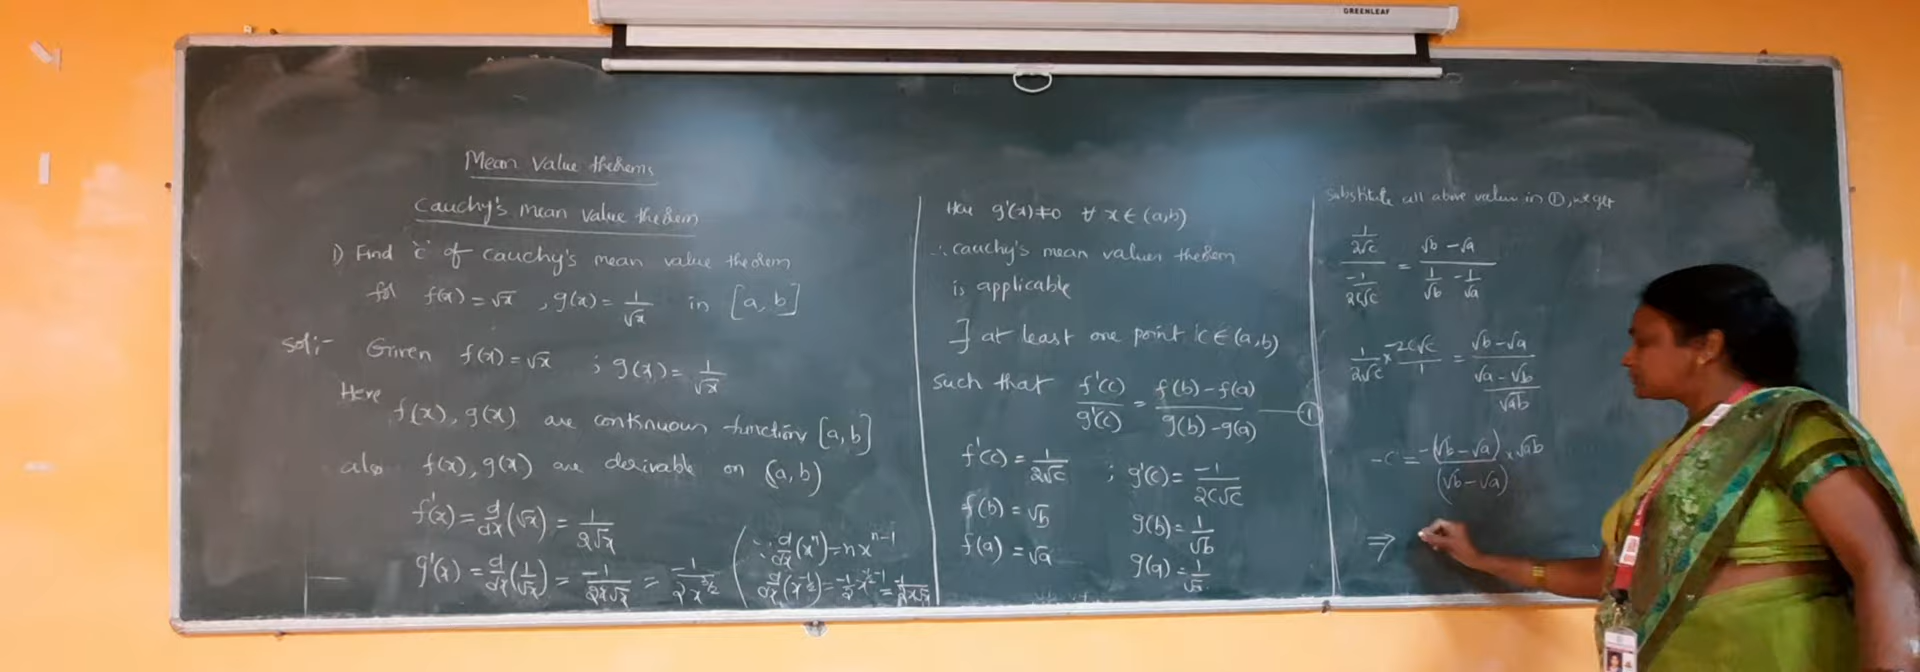 GREENLEAF
Mean Value theorems
Cauchy's mean value theorem
1) Find 'c' of cauchy's mean value theorem
for f(x) = √x , g(x) = 1/√x in [a, b]
Sol:- Given f(x) = √x ; g(x) = 1/√x
Here
f(x), g(x) are continuous function [a, b]
also f(x), g(x) are derivable on (a, b)
f'(x) = d/dx (√x) = 1/2√x
g'(x) = d/dx (1/√x) = -1/2x√x = -1/2x^3/2
(∵ d/dx (x^n) = n x^n-1
Here g'(x) ≠ 0 ∀ x ∈ (a, b)
∴ cauchy's mean values theorem
is applicable
∃ at least one point 'c ∈ (a, b)
such that f'(c)/g'(c) = f(b) - f(a)/g(b) - g(a) — ①
f'(c) = 1/2√c ; g'(c) = -1/2c√c
f(b) = √b g(b) = 1/√b
f(a) = √a g(a) = 1/√a
Substitute all above values in ①, we get
(1/2√c)/(-1/2c√c) = (√b - √a)/(1/√b - 1/√a)
1/2√c × -2c√c/1 = (√b - √a)/((√a - √b)/√ab)
-c = -(√b - √a) × √ab/(√b - √a)
⇒